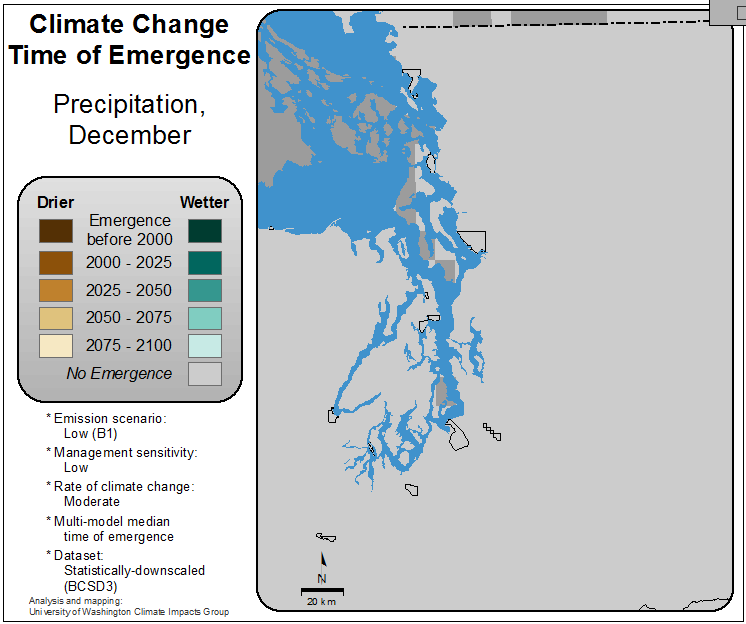 Climate Change
Time of Emergence
Precipitation,
December
Drier Wetter
Emergence
before 2000
2000 - 2025
2025 - 2050
2050 - 2075
2075 - 2100
No Emergence
* Emission scenario:
Low (B1)
* Management sensitivity:
Low
* Rate of climate change:
Moderate
* Multi-model median
time of emergence
* Dataset:
Statistically-downscaled
(BCSD3)
Analysis and mapping:
University of Washington Climate Impacts Group
N
20 km